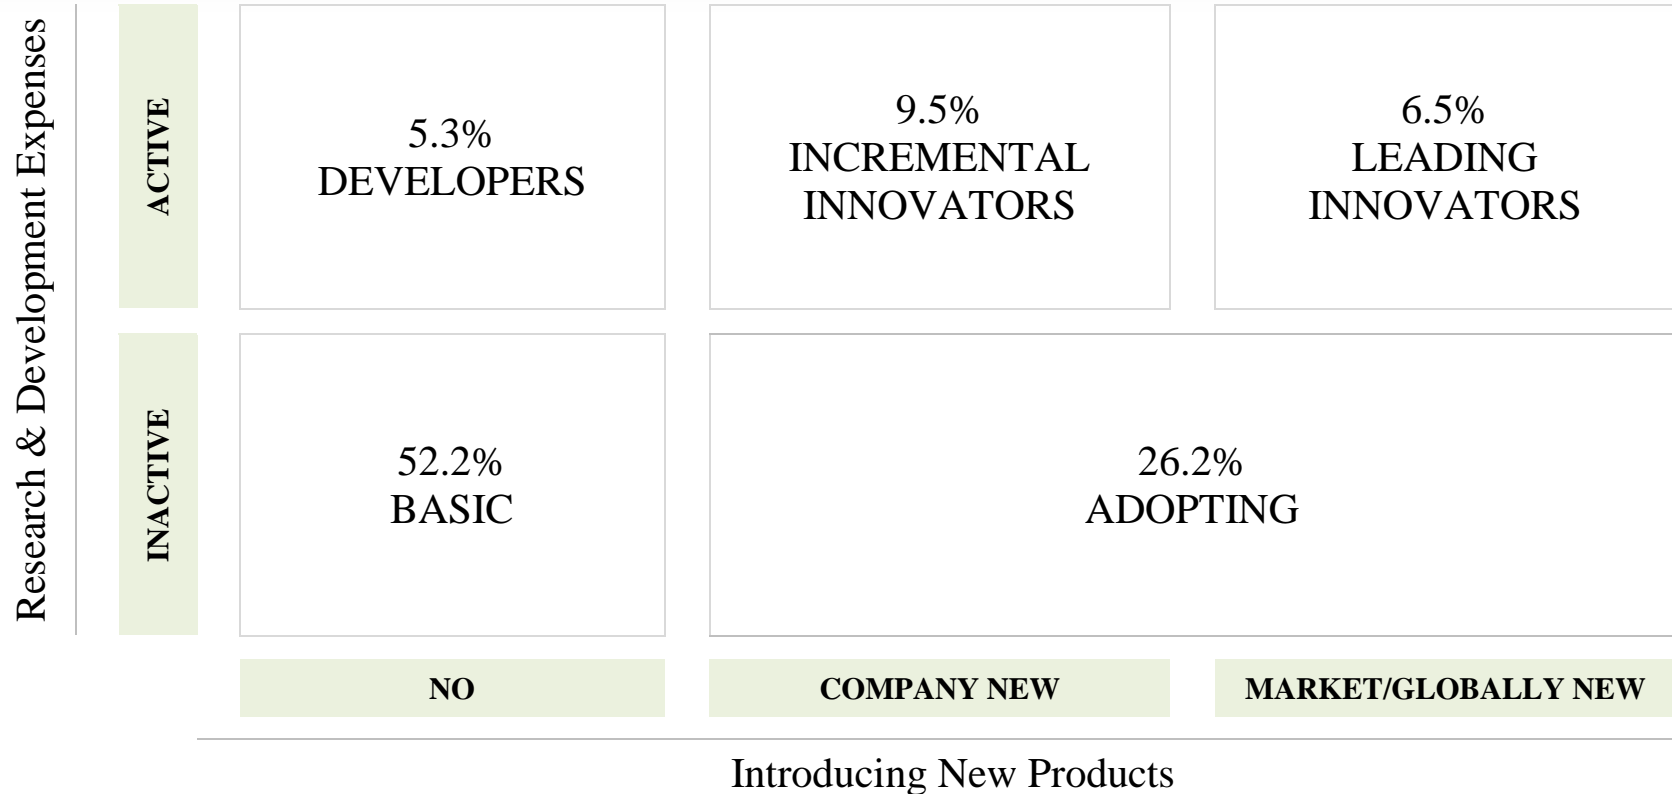 Research & Development Expenses
ACTIVE
5.3%
DEVELOPERS
9.5%
INCREMENTAL
INNOVATORS
6.5%
LEADING
INNOVATORS
INACTIVE
52.2%
BASIC
26.2%
ADOPTING
NO
COMPANY NEW
MARKET/GLOBALLY NEW
Introducing New Products